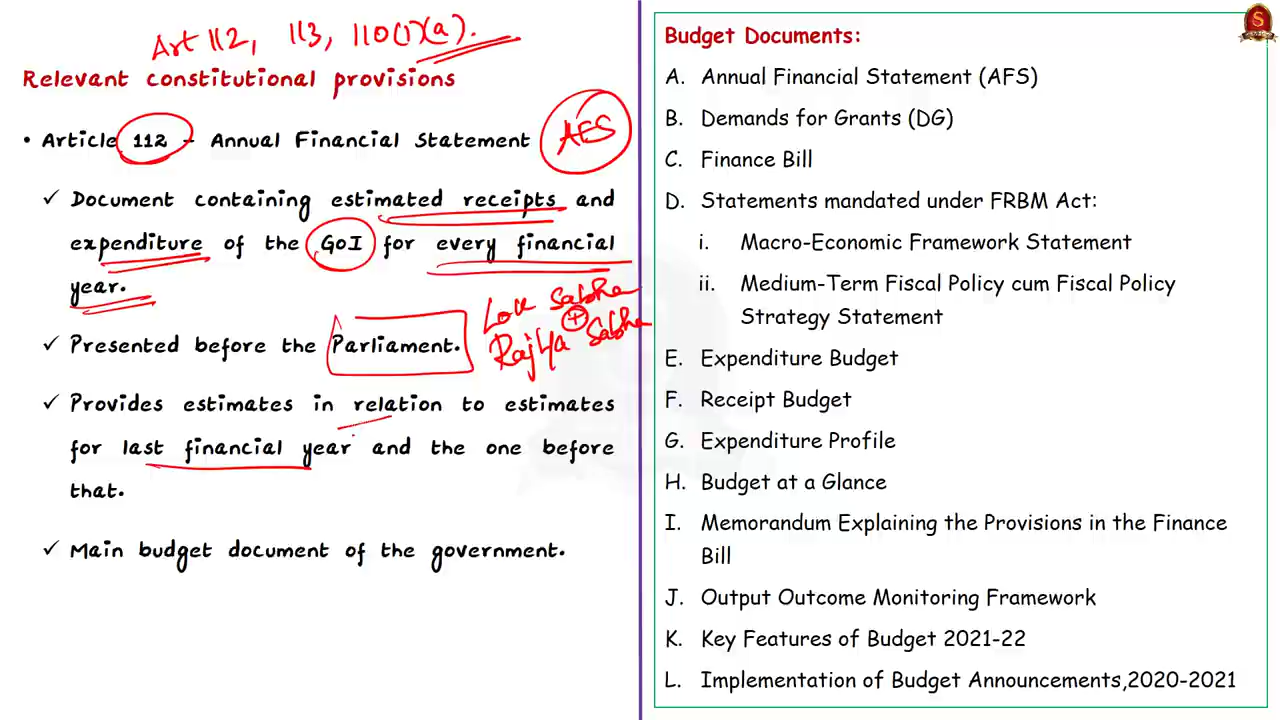 Art 112, 113, 110(1)(a).
Relevant constitutional provisions
• Article 112 - Annual Financial Statement AFS
✓ Document containing estimated receipts and
expenditure of the GoI for every financial
year.
Lok Sabha
+
Rajya Sabha
✓ Presented before the Parliament.
✓ Provides estimates in relation to estimates
for last financial year and the one before
that.
✓ Main budget document of the government.
S
Budget Documents:
A. Annual Financial Statement (AFS)
B. Demands for Grants (DG)
C. Finance Bill
D. Statements mandated under FRBM Act:
i. Macro-Economic Framework Statement
ii. Medium-Term Fiscal Policy cum Fiscal Policy
Strategy Statement
E. Expenditure Budget
F. Receipt Budget
G. Expenditure Profile
H. Budget at a Glance
I. Memorandum Explaining the Provisions in the Finance
Bill
J. Output Outcome Monitoring Framework
K. Key Features of Budget 2021-22
L. Implementation of Budget Announcements,2020-2021